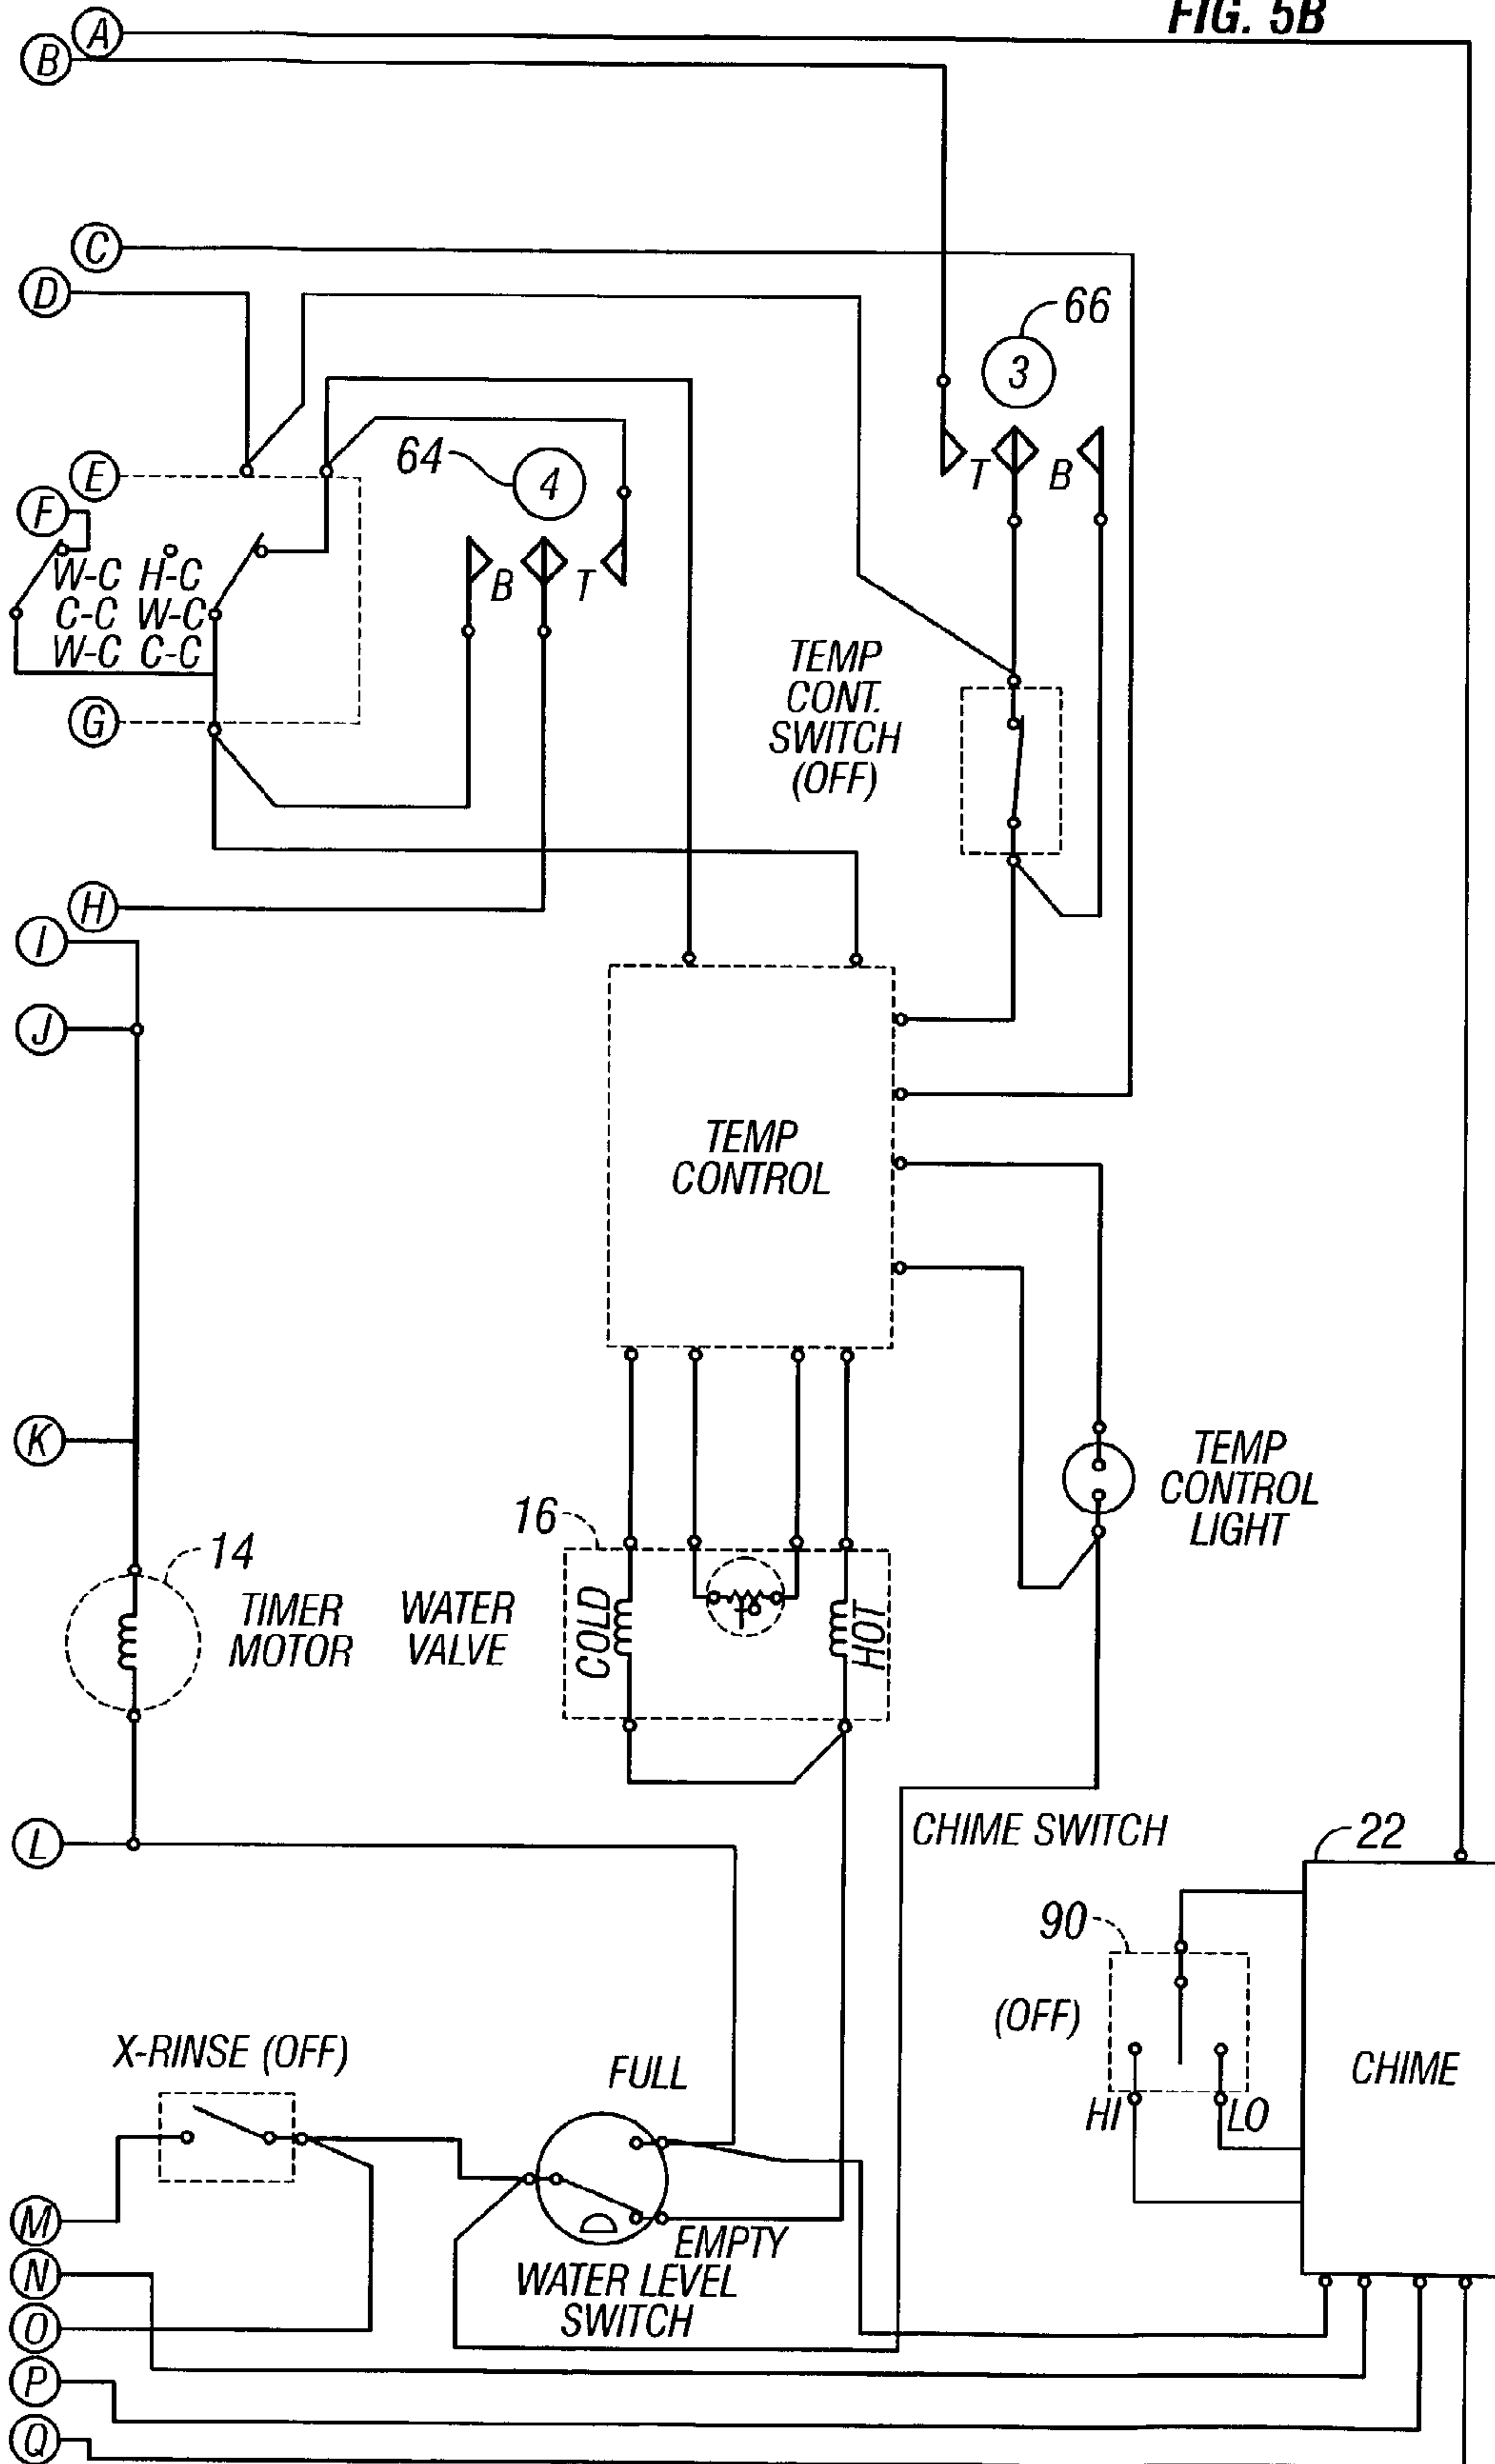 FIG. 5B
A
B
C
D
66
3
E
64
4
F
T
B
W-C H-C
C-C W-C
W-C C-C
B
T
TEMP
CONT.
SWITCH
(OFF)
G
H
I
J
TEMP
CONTROL
K
TEMP
CONTROL
LIGHT
16
14
TIMER
MOTOR
WATER
VALVE
COLD
HOT
L
CHIME SWITCH
22
90
(OFF)
CHIME
X-RINSE (OFF)
FULL
HI
LO
M
EMPTY
N
WATER LEVEL
SWITCH
O
P
Q